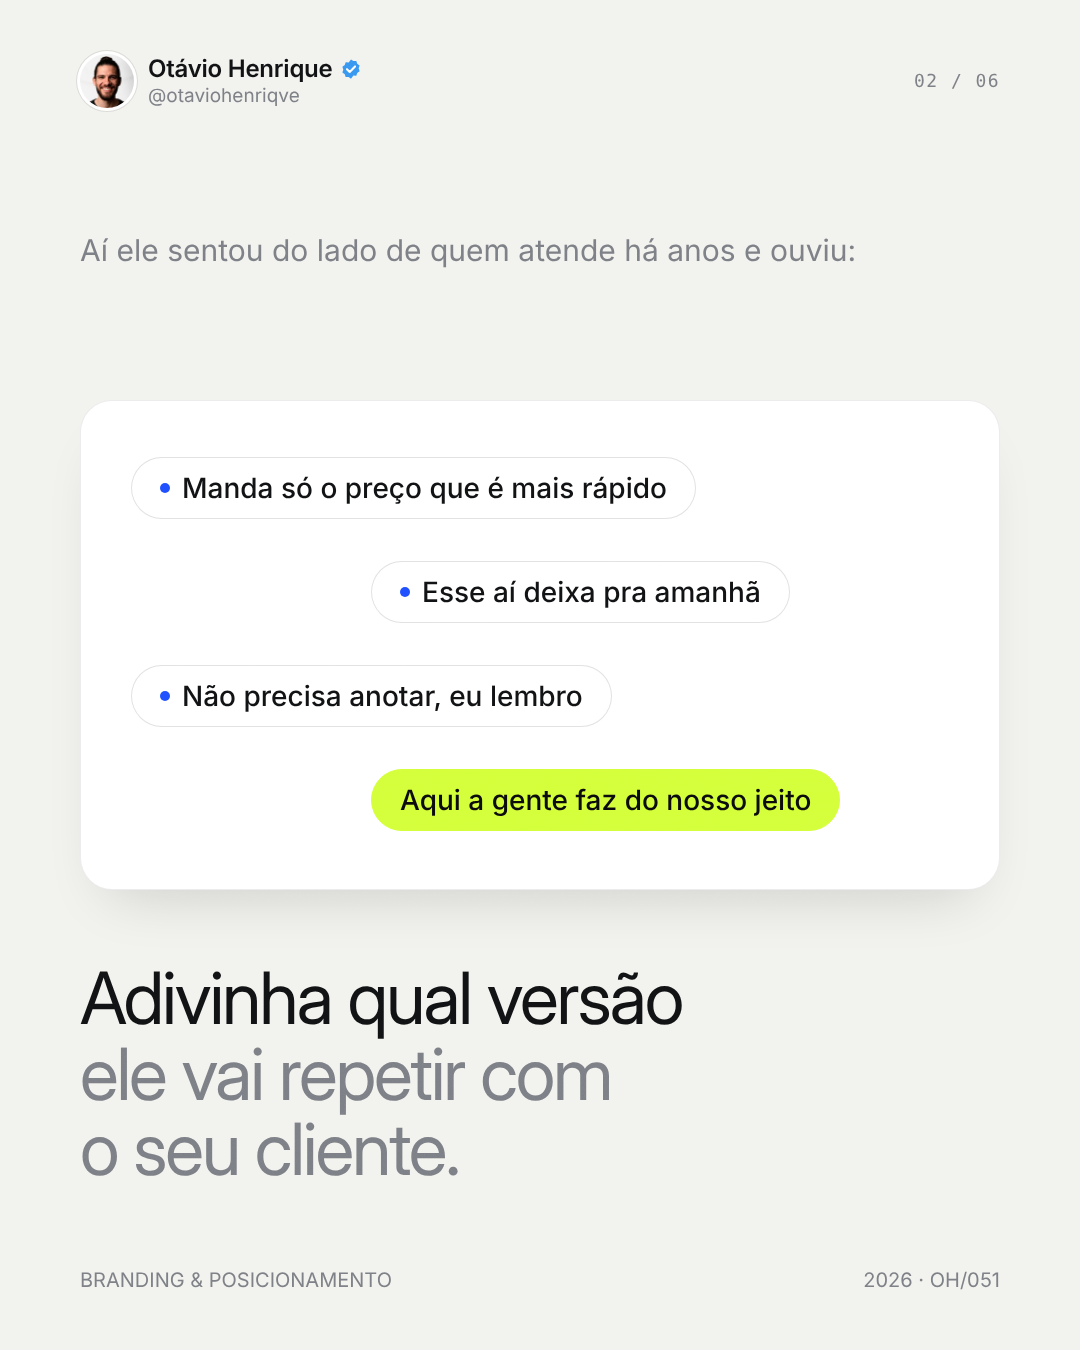 Otávio Henrique
@otaviohenriqve
02 / 06
Aí ele sentou do lado de quem atende há anos e ouviu:
Manda só o preço que é mais rápido
Esse aí deixa pra amanhã
Não precisa anotar, eu lembro
Aqui a gente faz do nosso jeito
Adivinha qual versão
ele vai repetir com
o seu cliente.
BRANDING & POSICIONAMENTO
2026 · OH/051